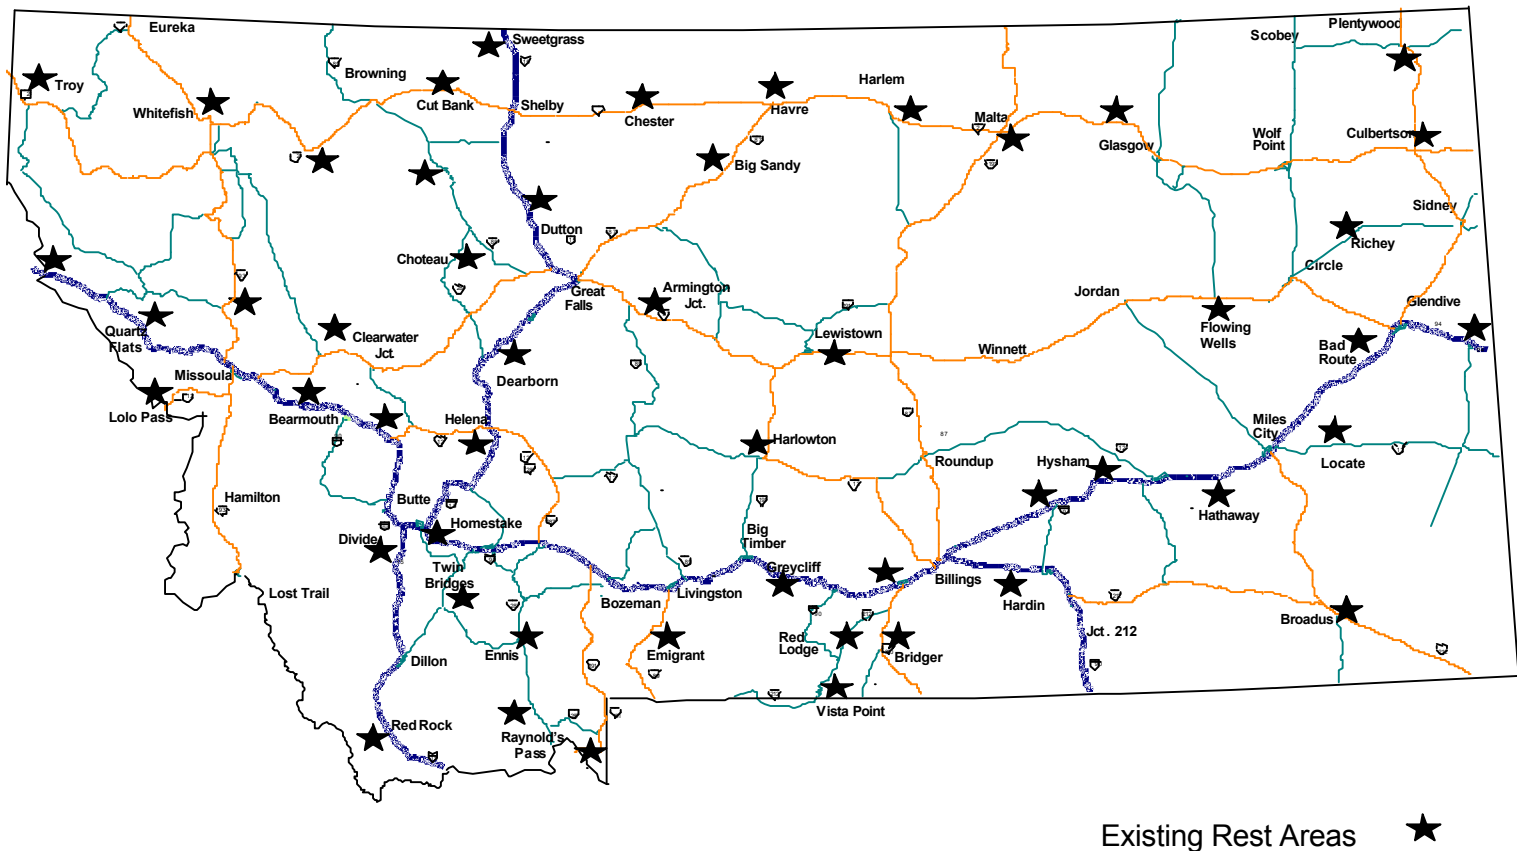 Plentywood
Eureka
Scobey
Sweetgrass
Browning
Harlem
Troy
Cut Bank
Whitefish
Shelby
Havre
Chester
Malta
Wolf
Point
Culbertson
Glasgow
Big Sandy
Sidney
Dutton
Richey
Choteau
Circle
Great
Falls
Armington
Jct.
Jordan
Glendive
Quartz
Flats
Clearwater
Jct.
Lewistown
Flowing
Wells
94
Bad
Route
Winnett
Missoula
Dearborn
Lolo Pass
Bearmouth
Helena
Harlowton
87
Miles
City
Roundup
Hysham
Locate
Hamilton
Butte
Hathaway
Homestake
Divide
Big
Timber
Twin
Bridges
Greycliff
Billings
Lost Trail
Bozeman
Livingston
Hardin
Broadus
Jct. 212
Red
Lodge
Dillon
Ennis
Emigrant
Bridger
Vista Point
Red Rock
Raynold's
Pass
Existing Rest Areas